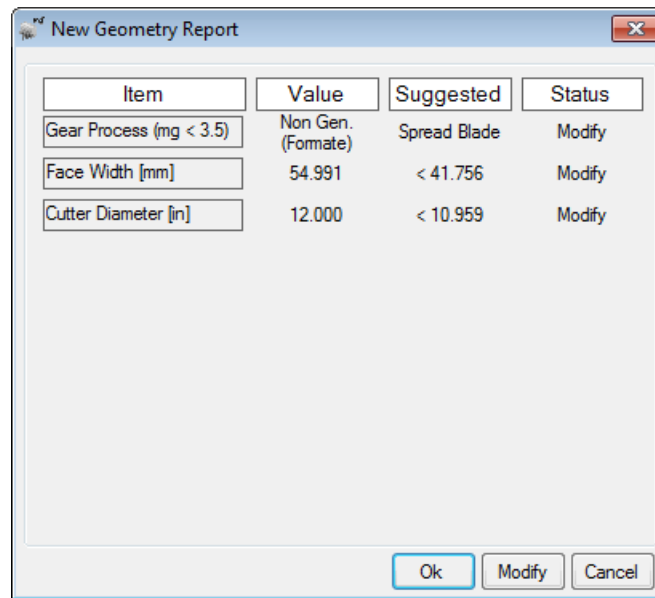 New Geometry Report
Item Value Suggested Status
Gear Process (mg < 3.5) Non Gen. (Formate) Spread Blade Modify
Face Width [mm] 54.991 < 41.756 Modify
Cutter Diameter [in] 12.000 < 10.959 Modify
Ok Modify Cancel